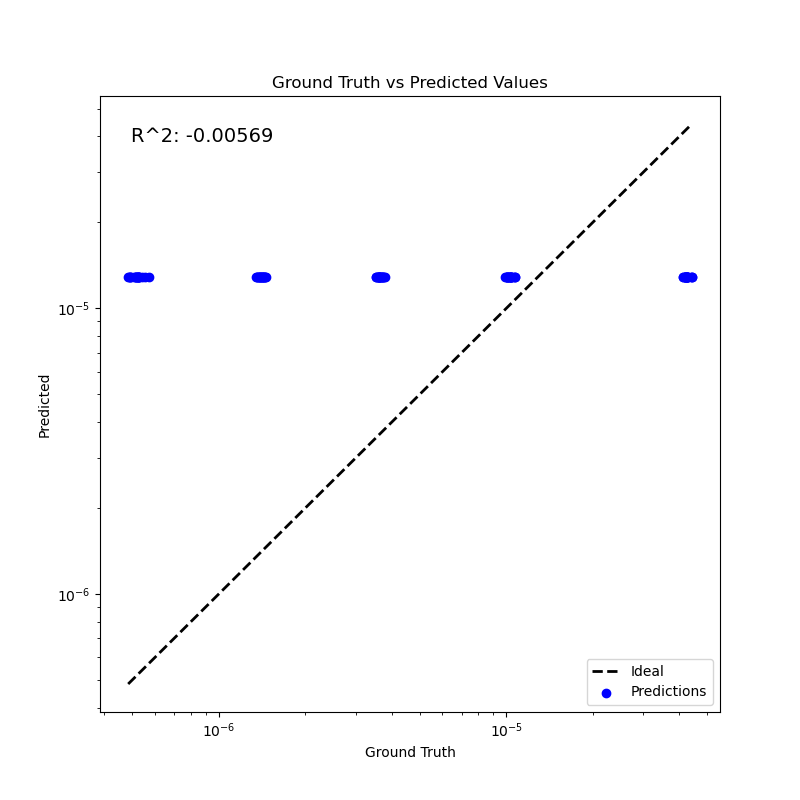 Ground Truth vs Predicted Values
R^2: -0.00569
10⁻⁵
Predicted
10⁻⁶
Ideal
Predictions
10⁻⁶ 10⁻⁵
Ground Truth